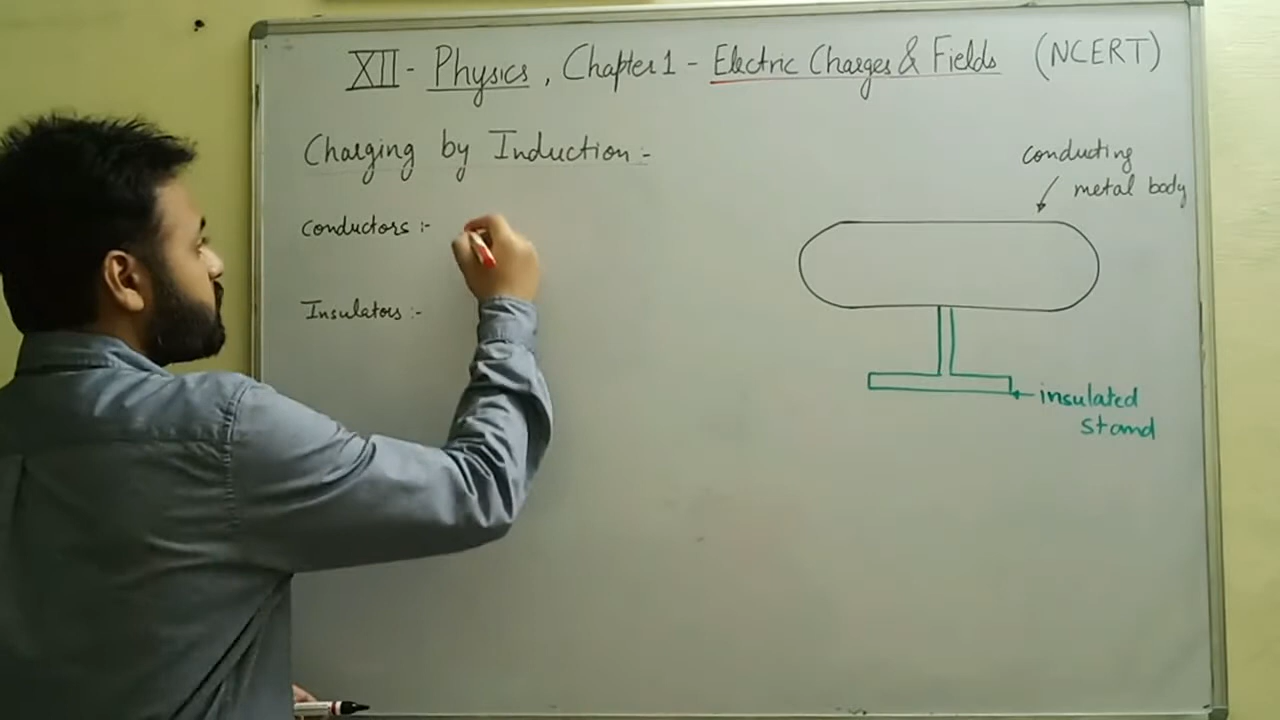 XII - Physics, Chapter 1 - Electric Charges & Fields (NCERT)
Charging by Induction :-
Conductors :-
Insulators :-
conducting
metal body
insulated
stand